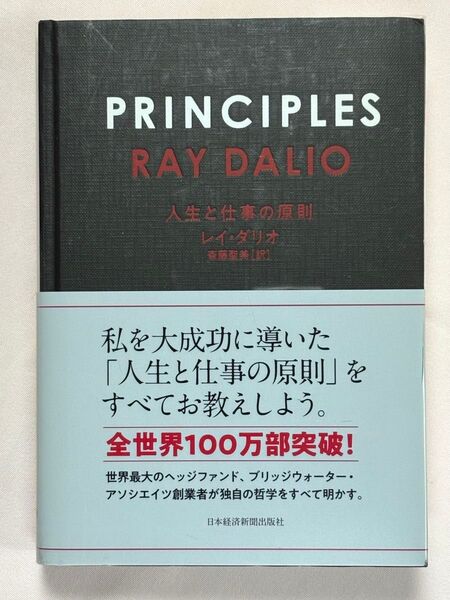 PRINCIPLES
RAY DALIO
人生と仕事の原則
レイ・ダリオ
斎藤聖美[訳]
私を大成功に導いた
「人生と仕事の原則」を
すべてお教えしよう。
全世界100万部突破!
世界最大のヘッジファンド、ブリッジウォーター・
アソシエイツ創業者が独自の哲学をすべて明かす。
日本経済新聞出版社